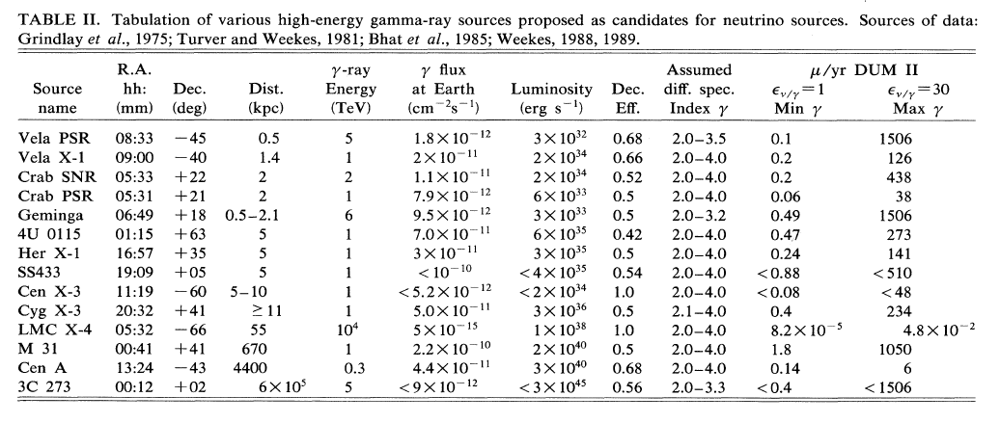 TABLE II. Tabulation of various high-energy gamma-ray sources proposed as candidates for neutrino sources. Sources of data:
Grindlay et al., 1975; Turver and Weekes, 1981; Bhat et al., 1985; Weekes, 1988, 1989.
R.A. γ-ray γ flux Assumed μ/yr DUM II
Source hh: Dec. Dist. Energy at Earth Luminosity Dec. diff. spec. ϵν/γ=1 ϵν/γ=30
name (mm) (deg) (kpc) (TeV) (cm⁻²s⁻¹) (erg s⁻¹) Eff. Index γ Min γ Max γ
Vela PSR 08:33 −45 0.5 5 1.8×10⁻¹² 3×10³² 0.68 2.0–3.5 0.1 1506
Vela X-1 09:00 −40 1.4 1 2×10⁻¹¹ 2×10³⁴ 0.66 2.0–4.0 0.2 126
Crab SNR 05:33 +22 2 2 1.1×10⁻¹¹ 2×10³⁴ 0.52 2.0–4.0 0.2 438
Crab PSR 05:31 +21 2 1 7.9×10⁻¹² 6×10³³ 0.5 2.0–4.0 0.06 38
Geminga 06:49 +18 0.5–2.1 6 9.5×10⁻¹² 3×10³³ 0.5 2.0–3.2 0.49 1506
4U 0115 01:15 +63 5 1 7.0×10⁻¹¹ 6×10³⁵ 0.42 2.0–4.0 0.47 273
Her X-1 16:57 +35 5 1 3×10⁻¹¹ 3×10³⁵ 0.5 2.0–4.0 0.24 141
SS433 19:09 +05 5 1 <10⁻¹⁰ <4×10³⁵ 0.54 2.0–4.0 <0.88 <510
Cen X-3 11:19 −60 5–10 1 <5.2×10⁻¹² <2×10³⁴ 1.0 2.0–4.0 <0.08 <48
Cyg X-3 20:32 +41 ≥11 1 5.0×10⁻¹¹ 3×10³⁶ 0.5 2.1–4.0 0.4 234
LMC X-4 05:32 −66 55 10⁴ 5×10⁻¹⁵ 1×10³⁸ 1.0 2.0–4.0 8.2×10⁻⁵ 4.8×10⁻²
M 31 00:41 +41 670 1 2.2×10⁻¹⁰ 2×10⁴⁰ 0.5 2.0–4.0 1.8 1050
Cen A 13:24 −43 4400 0.3 4.4×10⁻¹¹ 3×10⁴⁰ 0.68 2.0–4.0 0.14 6
3C 273 00:12 +02 6×10⁵ 5 <9×10⁻¹² <3×10⁴⁵ 0.56 2.0–3.3 <0.4 <1506